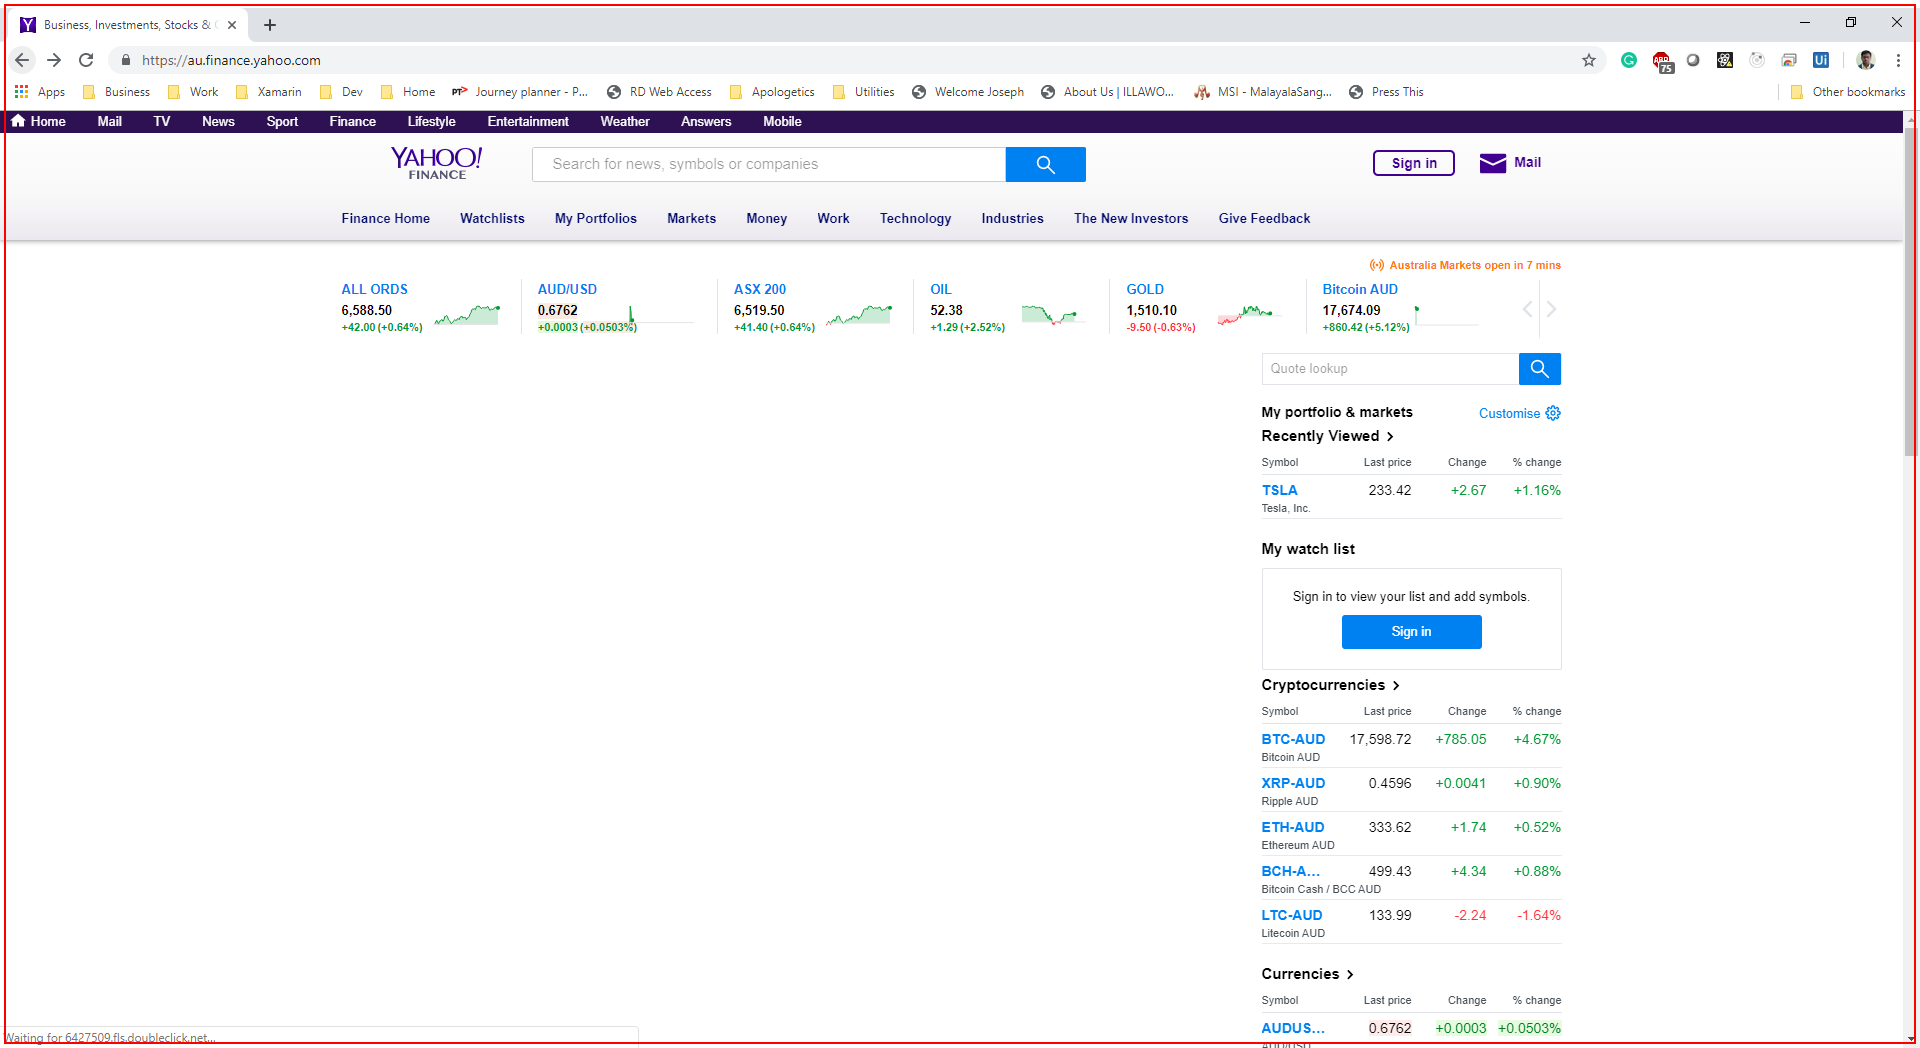 Business, Investments, Stocks &
https://au.finance.yahoo.com
75
Ui
Apps Business Work Xamarin Dev Home PT> Journey planner - P... RD Web Access Apologetics Utilities Welcome Joseph About Us | ILLAWO... MSI - MalayalaSang... Press This Other bookmarks
Home Mail TV News Sport Finance Lifestyle Entertainment Weather Answers Mobile
YAHOO!
FINANCE
Search for news, symbols or companies
Sign in
Mail
Finance Home Watchlists My Portfolios Markets Money Work Technology Industries The New Investors Give Feedback
Australia Markets open in 7 mins
ALL ORDS
6,588.50
+42.00 (+0.64%)
AUD/USD
0.6762
+0.0003 (+0.0503%)
ASX 200
6,519.50
+41.40 (+0.64%)
OIL
52.38
+1.29 (+2.52%)
GOLD
1,510.10
-9.50 (-0.63%)
Bitcoin AUD
17,674.09
+860.42 (+5.12%)
Quote lookup
My portfolio & markets Customise
Recently Viewed
Symbol Last price Change % change
TSLA 233.42 +2.67 +1.16%
Tesla, Inc.
My watch list
Sign in to view your list and add symbols.
Sign in
Cryptocurrencies
Symbol Last price Change % change
BTC-AUD 17,598.72 +785.05 +4.67%
Bitcoin AUD
XRP-AUD 0.4596 +0.0041 +0.90%
Ripple AUD
ETH-AUD 333.62 +1.74 +0.52%
Ethereum AUD
BCH-A... 499.43 +4.34 +0.88%
Bitcoin Cash / BCC AUD
LTC-AUD 133.99 -2.24 -1.64%
Litecoin AUD
Currencies
Symbol Last price Change % change
AUDUS... 0.6762 +0.0003 +0.0503%
AUD/USD
Waiting for 6427509.fls.doubleclick.net...